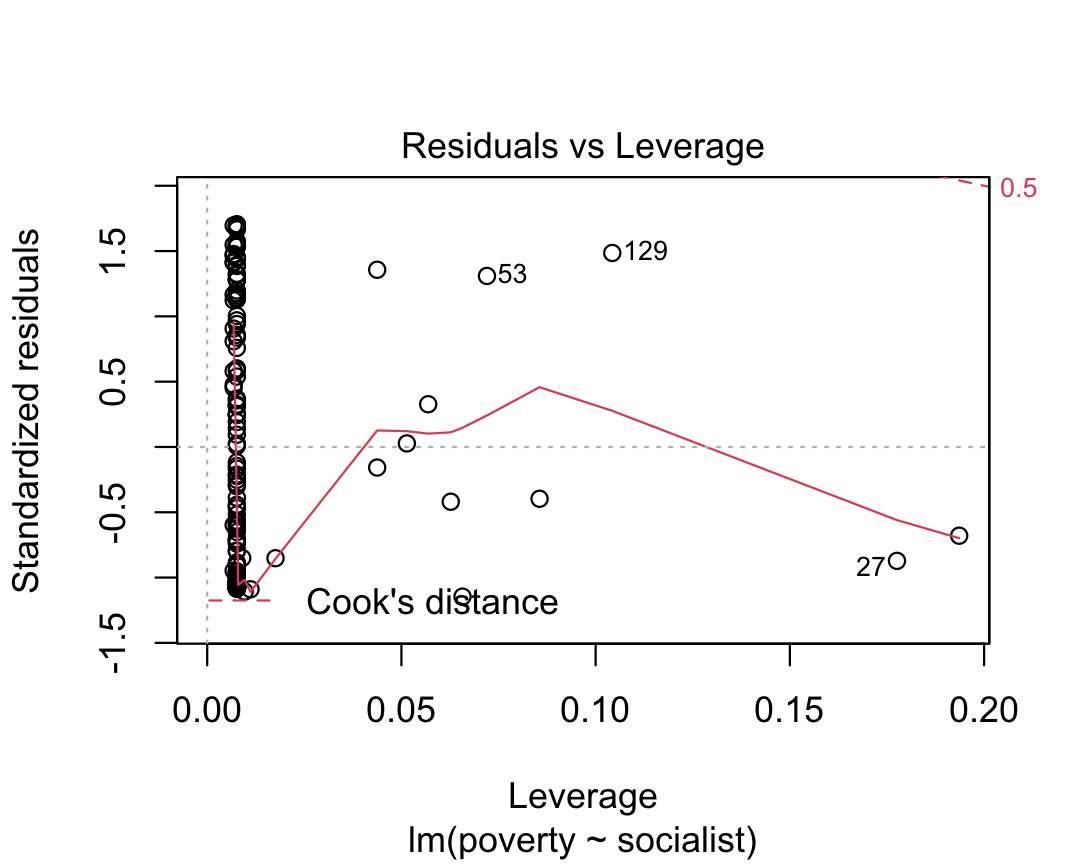 Residuals vs Leverage
0.5
Standardized residuals
1.5
0.5
-0.5
-1.5
129
53
27
Cook's distance
0.00 0.05 0.10 0.15 0.20
Leverage
lm(poverty ~ socialist)